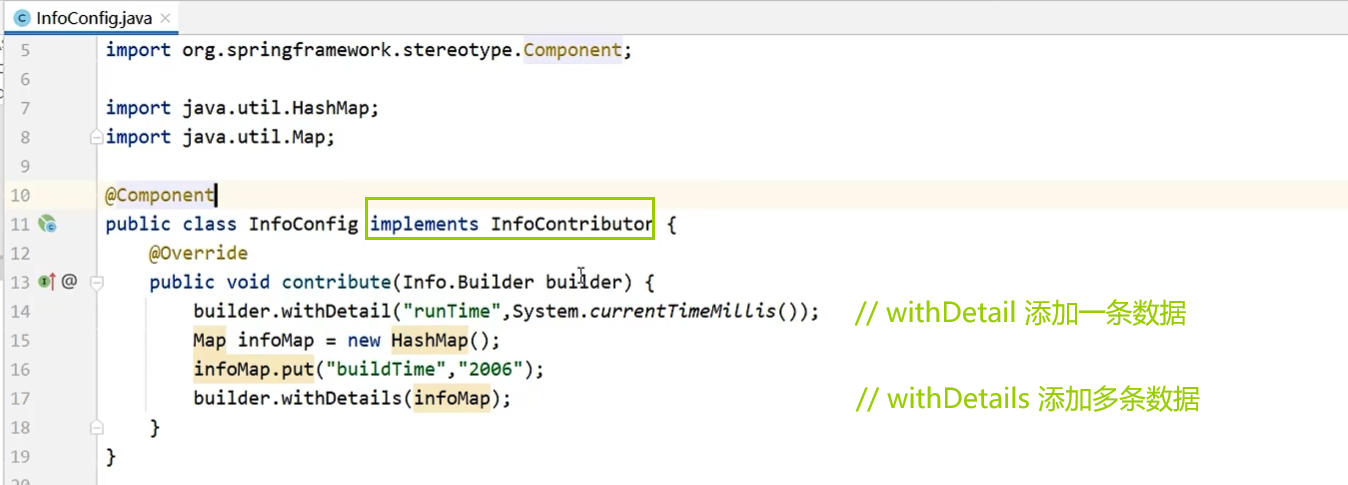 InfoConfig.java
5 import org.springframework.stereotype.Component;
6
7 import java.util.HashMap;
8 import java.util.Map;
9
10 @Component
11 public class InfoConfig implements InfoContributor {
12 @Override
13 @ public void contribute(Info.Builder builder) {
14 builder.withDetail("runTime",System.currentTimeMillis()); // withDetail 添加一条数据
15 Map infoMap = new HashMap();
16 infoMap.put("buildTime","2006");
17 builder.withDetails(infoMap); // withDetails 添加多条数据
18 }
19 }
20